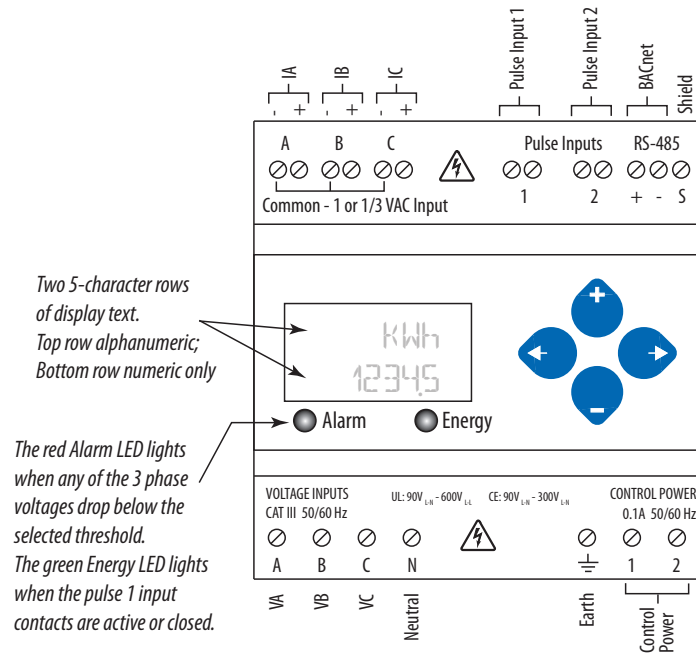 IA
IB
IC
Pulse Input 1
Pulse Input 2
BACnet
Shield
- +
- +
- +
A B C
Pulse Inputs
RS-485
1 2 + - S
Common - 1 or 1/3 VAC Input
Two 5-character rows
of display text.
Top row alphanumeric;
Bottom row numeric only
KWh
1234.5
+
-
Alarm
Energy
The red Alarm LED lights
when any of the 3 phase
voltages drop below the
selected threshold.
The green Energy LED lights
when the pulse 1 input
contacts are active or closed.
VOLTAGE INPUTS
CAT III 50/60 Hz
UL: 90V L-N - 600V L-L
CE: 90V L-N - 300V L-N
CONTROL POWER
0.1A 50/60 Hz
A B C N 1 2
VA
VB
VC
Neutral
Earth
Control
Power